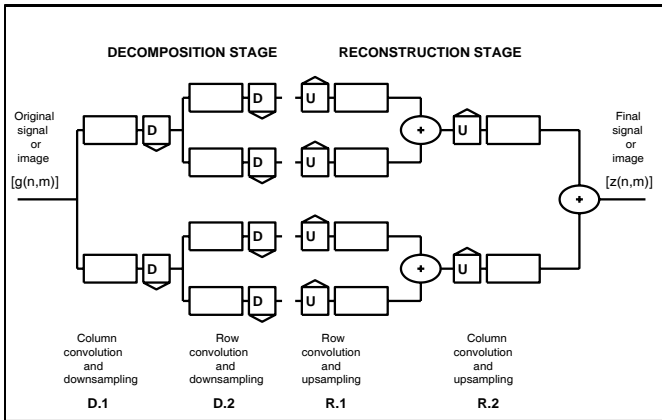 DECOMPOSITION STAGE RECONSTRUCTION STAGE
D U
Original
signal
or
image
[g(n,m)]
D
+
U
Final
signal
or
image
[z(n,m)]
D U
+
D U
D
+
U
D U
Column
convolution
and
downsampling
D.1
Row
convolution
and
downsampling
D.2
Row
convolution
and
upsampling
R.1
Column
convolution
and
upsampling
R.2